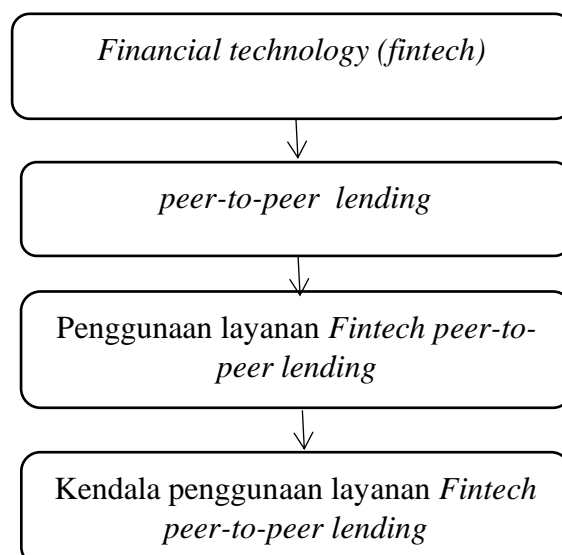 Financial technology (fintech)
peer-to-peer lending
Penggunaan layanan Fintech peer-to-
peer lending
Kendala penggunaan layanan Fintech
peer-to-peer lending